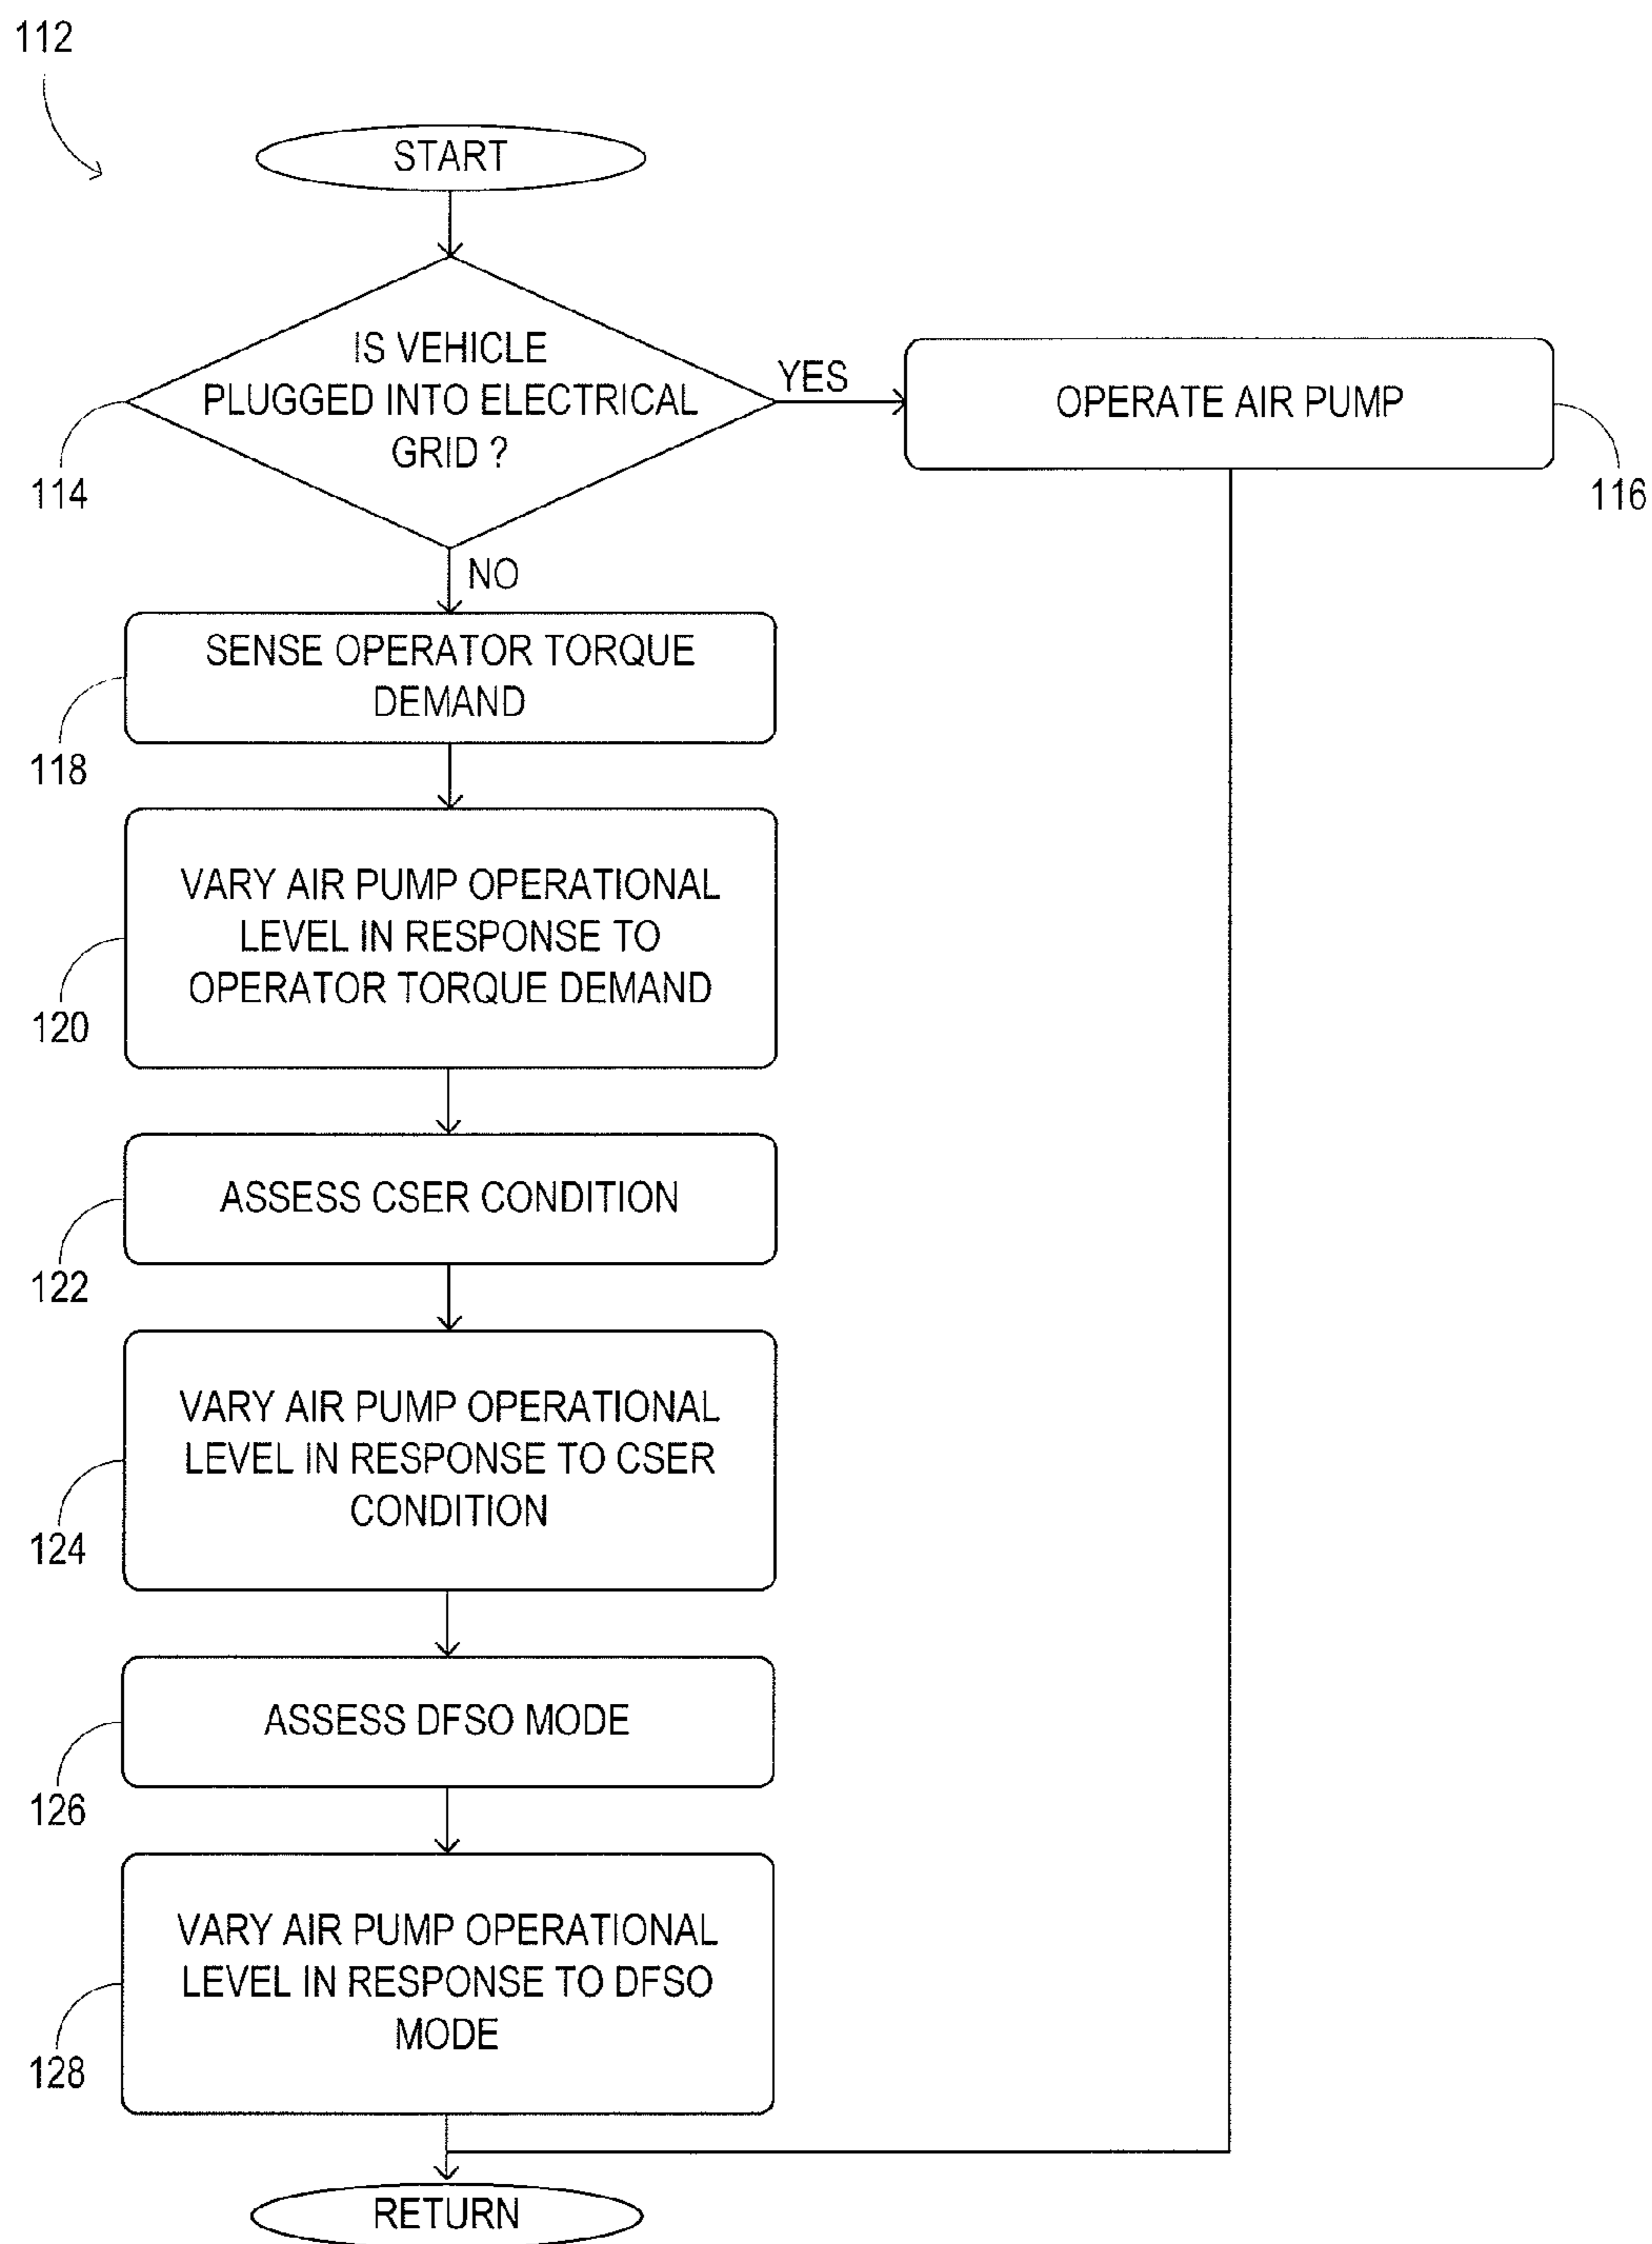 112
START
IS VEHICLE
PLUGGED INTO ELECTRICAL
GRID ?
YES
OPERATE AIR PUMP
114
116
NO
SENSE OPERATOR TORQUE
DEMAND
118
VARY AIR PUMP OPERATIONAL
LEVEL IN RESPONSE TO
OPERATOR TORQUE DEMAND
120
ASSESS CSER CONDITION
122
VARY AIR PUMP OPERATIONAL
LEVEL IN RESPONSE TO CSER
CONDITION
124
ASSESS DFSO MODE
126
VARY AIR PUMP OPERATIONAL
LEVEL IN RESPONSE TO DFSO
MODE
128
RETURN